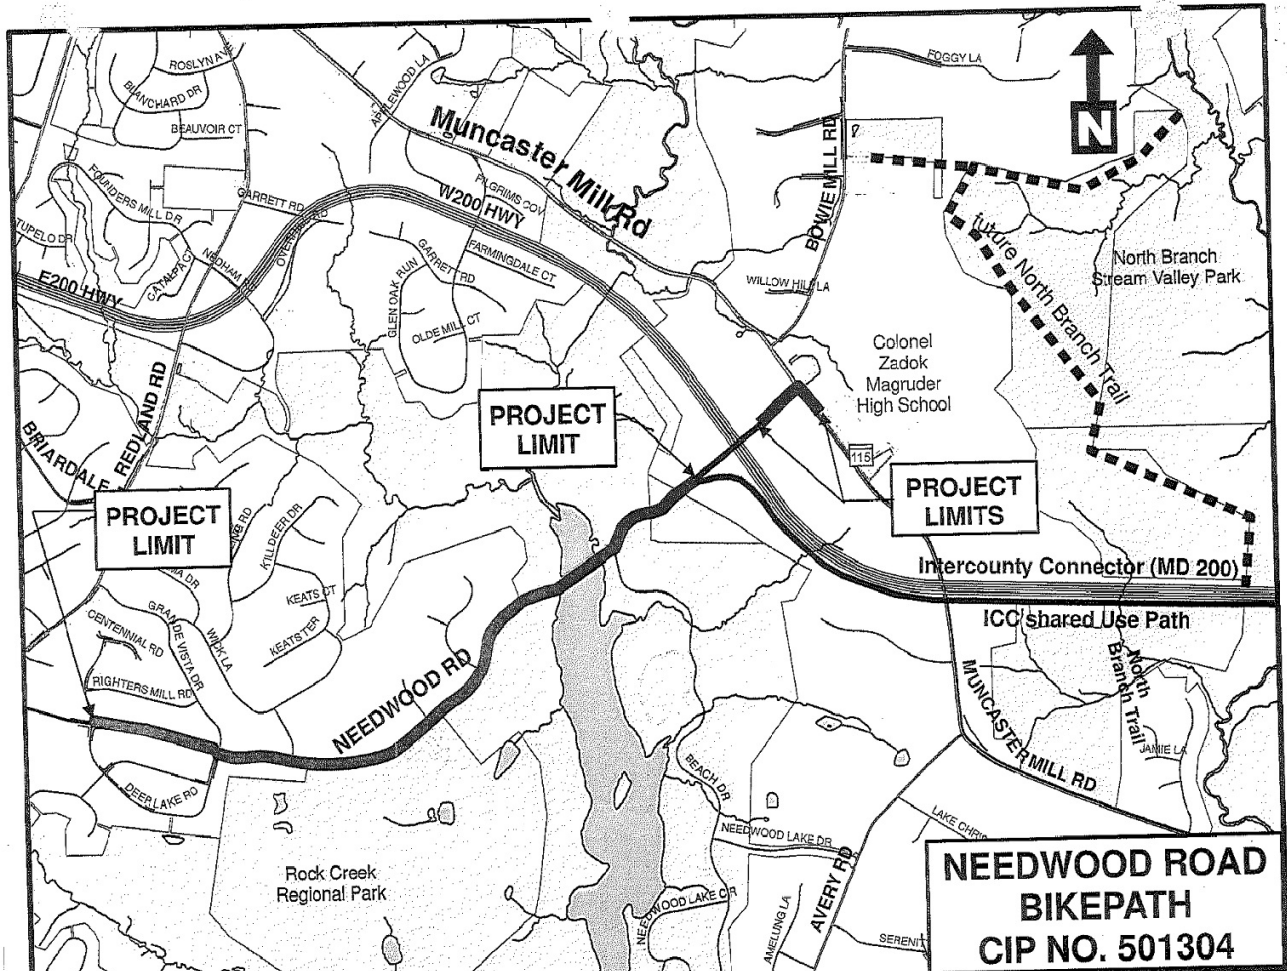 ROSLYN AVE
BLANCHARD DR
BEAUVOIR CT
APPLEWOOD LA
FOGGY LA
N
Muncaster Mill Rd
BOWIE MILL RD
FOUNDERS MILL DR
GARRETT RD
PILGRIMS COV
W200 HWY
TUPELO DR
CATALPA CT
NEDHAM
GARRETT RD
FARMINGDALE CT
GLEN OAK RUN
OLDE MILL CT
E200 HWY
WILLOW HILL LA
future North Branch Trail
North Branch
Stream Valley Park
Colonel
Zadok
Magruder
High School
REDLAND RD
BRIARDALE
PROJECT
LIMIT
115
PROJECT
LIMIT
PROJECT
LIMITS
KILLDEER DR
KEATS CT
KEATS TER
GRANDE VISTA DR
WICK LA
CENTENNIAL RD
RIGHTERS MILL RD
Intercounty Connector (MD 200)
ICC shared Use Path
North
Branch Trail
NEEDWOOD RD
MUNCASTER MILL RD
JAMIE LA
DEER LAKE RD
BEACH DR
NEEDWOOD LAKE DR
AVERY RD
LAKE CHRIS
Rock Creek
Regional Park
NEEDWOOD LAKE CIR
AMELUNG LA
SERENIT
NEEDWOOD ROAD
BIKEPATH
CIP NO. 501304